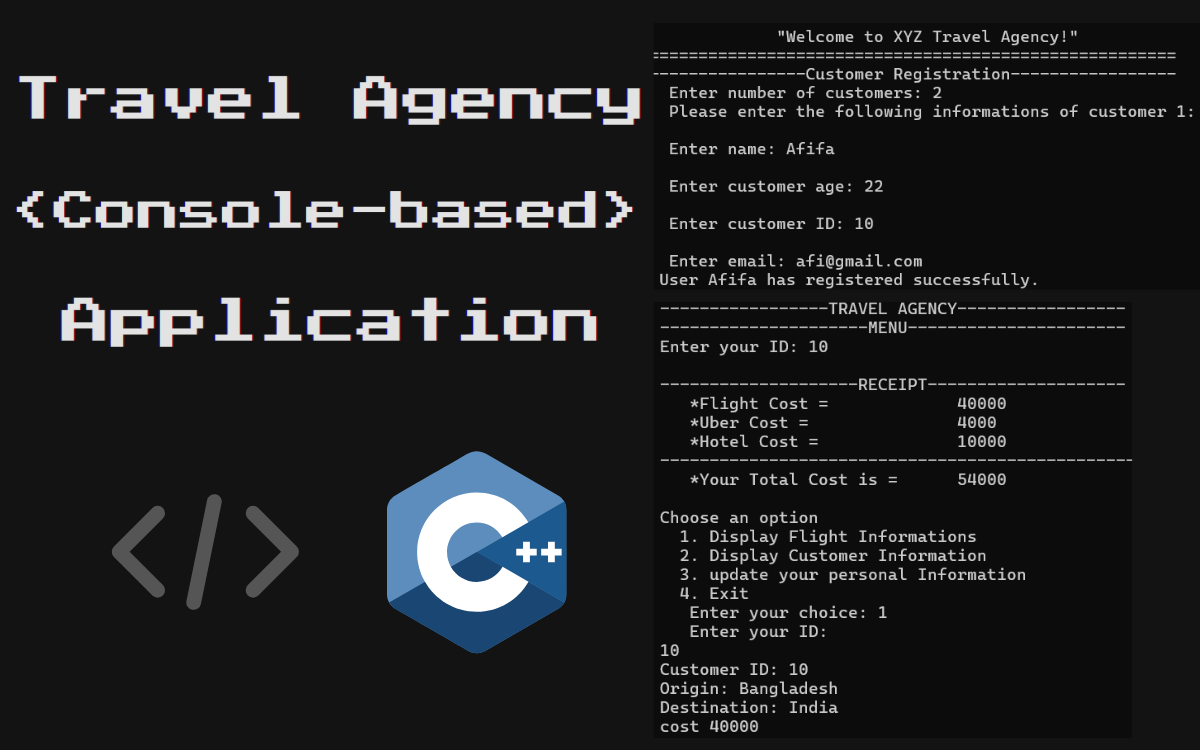 Travel Agency
<Console-based>
Application
</>
C++
"Welcome to XYZ Travel Agency!"
=====================================================
----------------Customer Registration-----------------
Enter number of customers: 2
Please enter the following informations of customer 1:
Enter name: Afifa
Enter customer age: 22
Enter customer ID: 10
Enter email: afi@gmail.com
User Afifa has registered successfully.
-----------------TRAVEL AGENCY-----------------
---------------------MENU----------------------
Enter your ID: 10
--------------------RECEIPT--------------------
*Flight Cost = 40000
*Uber Cost = 4000
*Hotel Cost = 10000
------------------------------------------------
*Your Total Cost is = 54000
Choose an option
1. Display Flight Informations
2. Display Customer Information
3. update your personal Information
4. Exit
Enter your choice: 1
Enter your ID:
10
Customer ID: 10
Origin: Bangladesh
Destination: India
cost 40000